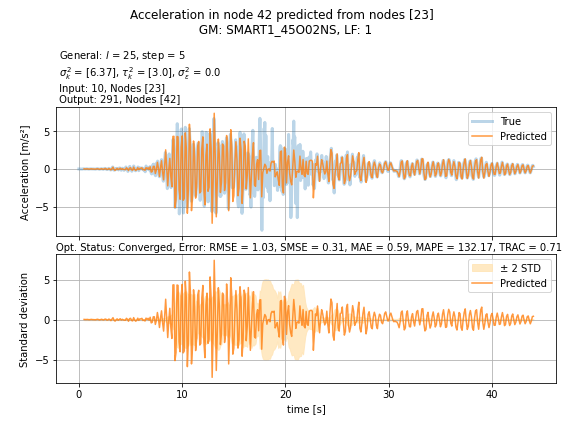 Acceleration in node 42 predicted from nodes [23]
GM: SMART1_45O02NS, LF: 1
General: l = 25, step = 5
σ_k² = [6.37], τ_k² = [3.0], σ_ε² = 0.0
Input: 10, Nodes [23]
Output: 291, Nodes [42]
Acceleration [m/s²]
5
0
−5
True
Predicted
Opt. Status: Converged, Error: RMSE = 1.03, SMSE = 0.31, MAE = 0.59, MAPE = 132.17, TRAC = 0.71
Standard deviation
5
0
−5
± 2 STD
Predicted
0 10 20 30 40
time [s]